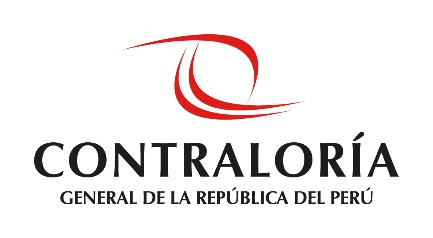 CONTRALORÍA
GENERAL DE LA REPÚBLICA DEL PERÚ